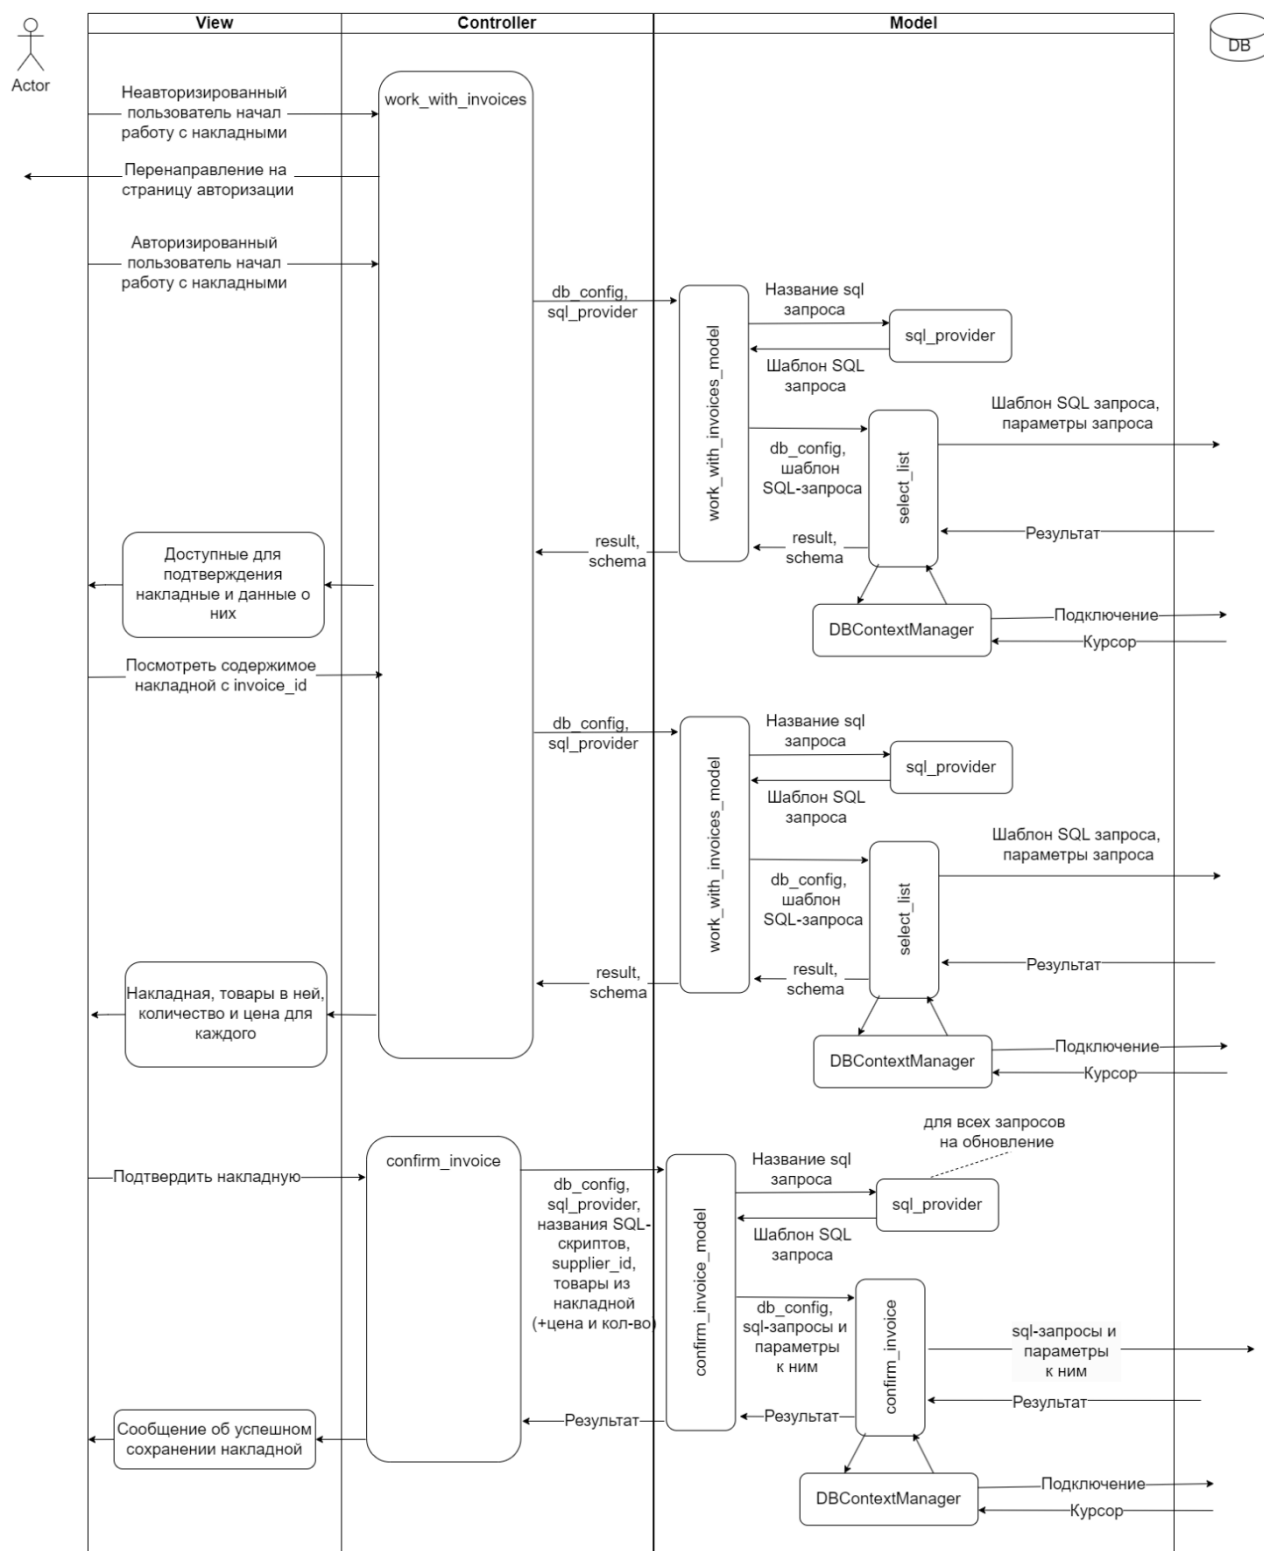 View
Controller
Model
Actor
DB
Неавторизированный
пользователь начал
работу с накладными
work_with_invoices
Перенаправление на
страницу авторизации
Авторизированный
пользователь начал
работу с накладными
db_config,
sql_provider
work_with_invoices_model
Название sql
запроса
sql_provider
Шаблон SQL
запроса
db_config,
шаблон
SQL-запроса
select_list
Шаблон SQL запроса,
параметры запроса
Результат
result,
schema
result,
schema
DBContextManager
Подключение
Курсор
Доступные для
подтверждения
накладные и данные о
них
Посмотреть содержимое
накладной с invoice_id
db_config,
sql_provider
work_with_invoices_model
Название sql
запроса
sql_provider
Шаблон SQL
запроса
db_config,
шаблон
SQL-запроса
select_list
Шаблон SQL запроса,
параметры запроса
Результат
result,
schema
result,
schema
DBContextManager
Подключение
Курсор
Накладная, товары в ней,
количество и цена для
каждого
Подтвердить накладную
confirm_invoice
db_config,
sql_provider,
названия SQL-
скриптов,
supplier_id,
товары из
накладной
(+цена и кол-во)
confirm_invoice_model
Название sql
запроса
для всех запросов
на обновление
sql_provider
Шаблон SQL
запроса
db_config,
sql-запросы и
параметры
к ним
confirm_invoice
sql-запросы и
параметры
к ним
Результат
Результат
Результат
DBContextManager
Подключение
Курсор
Сообщение об успешном
сохранении накладной